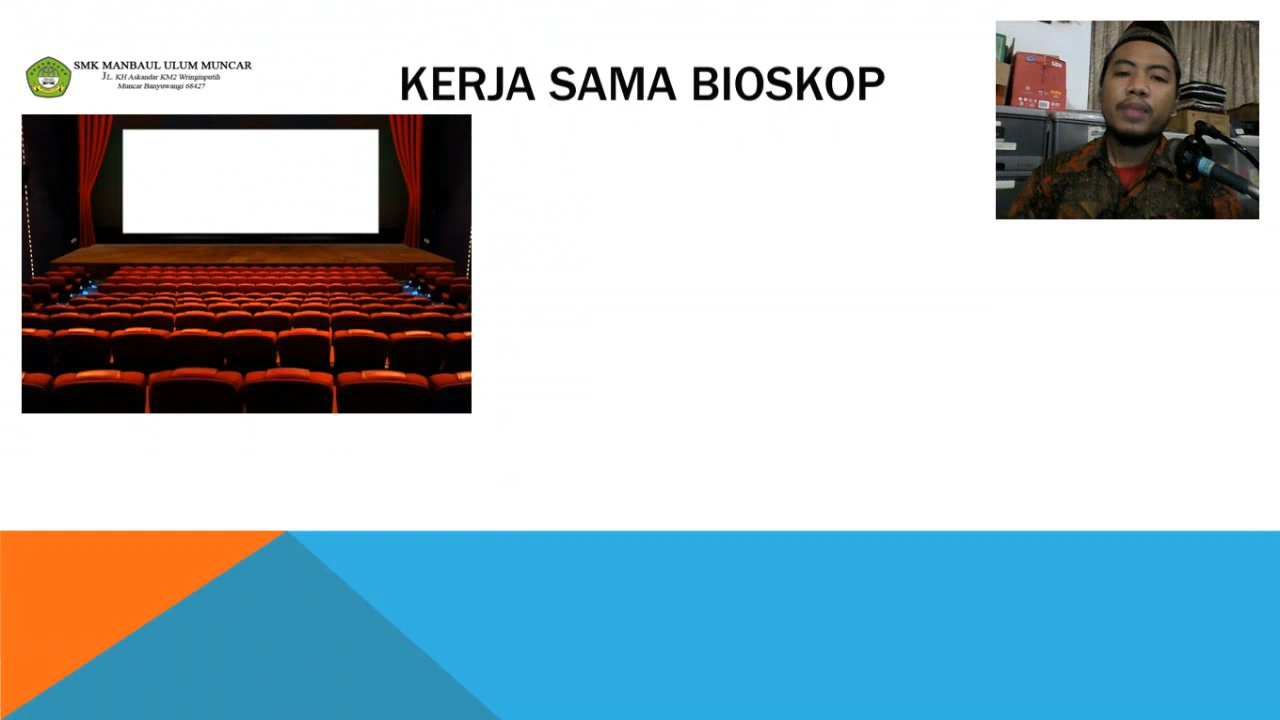 SMK MANBAUL ULUM MUNCAR
JL. KH Askandar KM2 Wringinputih
Muncar Banyuwangi 68427
KERJA SAMA BIOSKOP